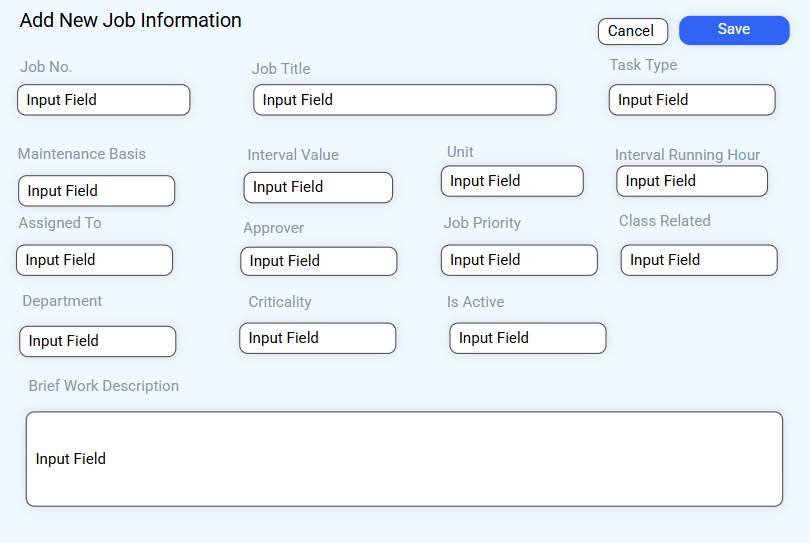 Add New Job Information
Cancel Save
Job No. Job Title Task Type
Input Field Input Field Input Field
Maintenance Basis Interval Value Unit Interval Running Hour
Input Field Input Field Input Field Input Field
Assigned To Approver Job Priority Class Related
Input Field Input Field Input Field Input Field
Department Criticality Is Active
Input Field Input Field Input Field
Brief Work Description
Input Field